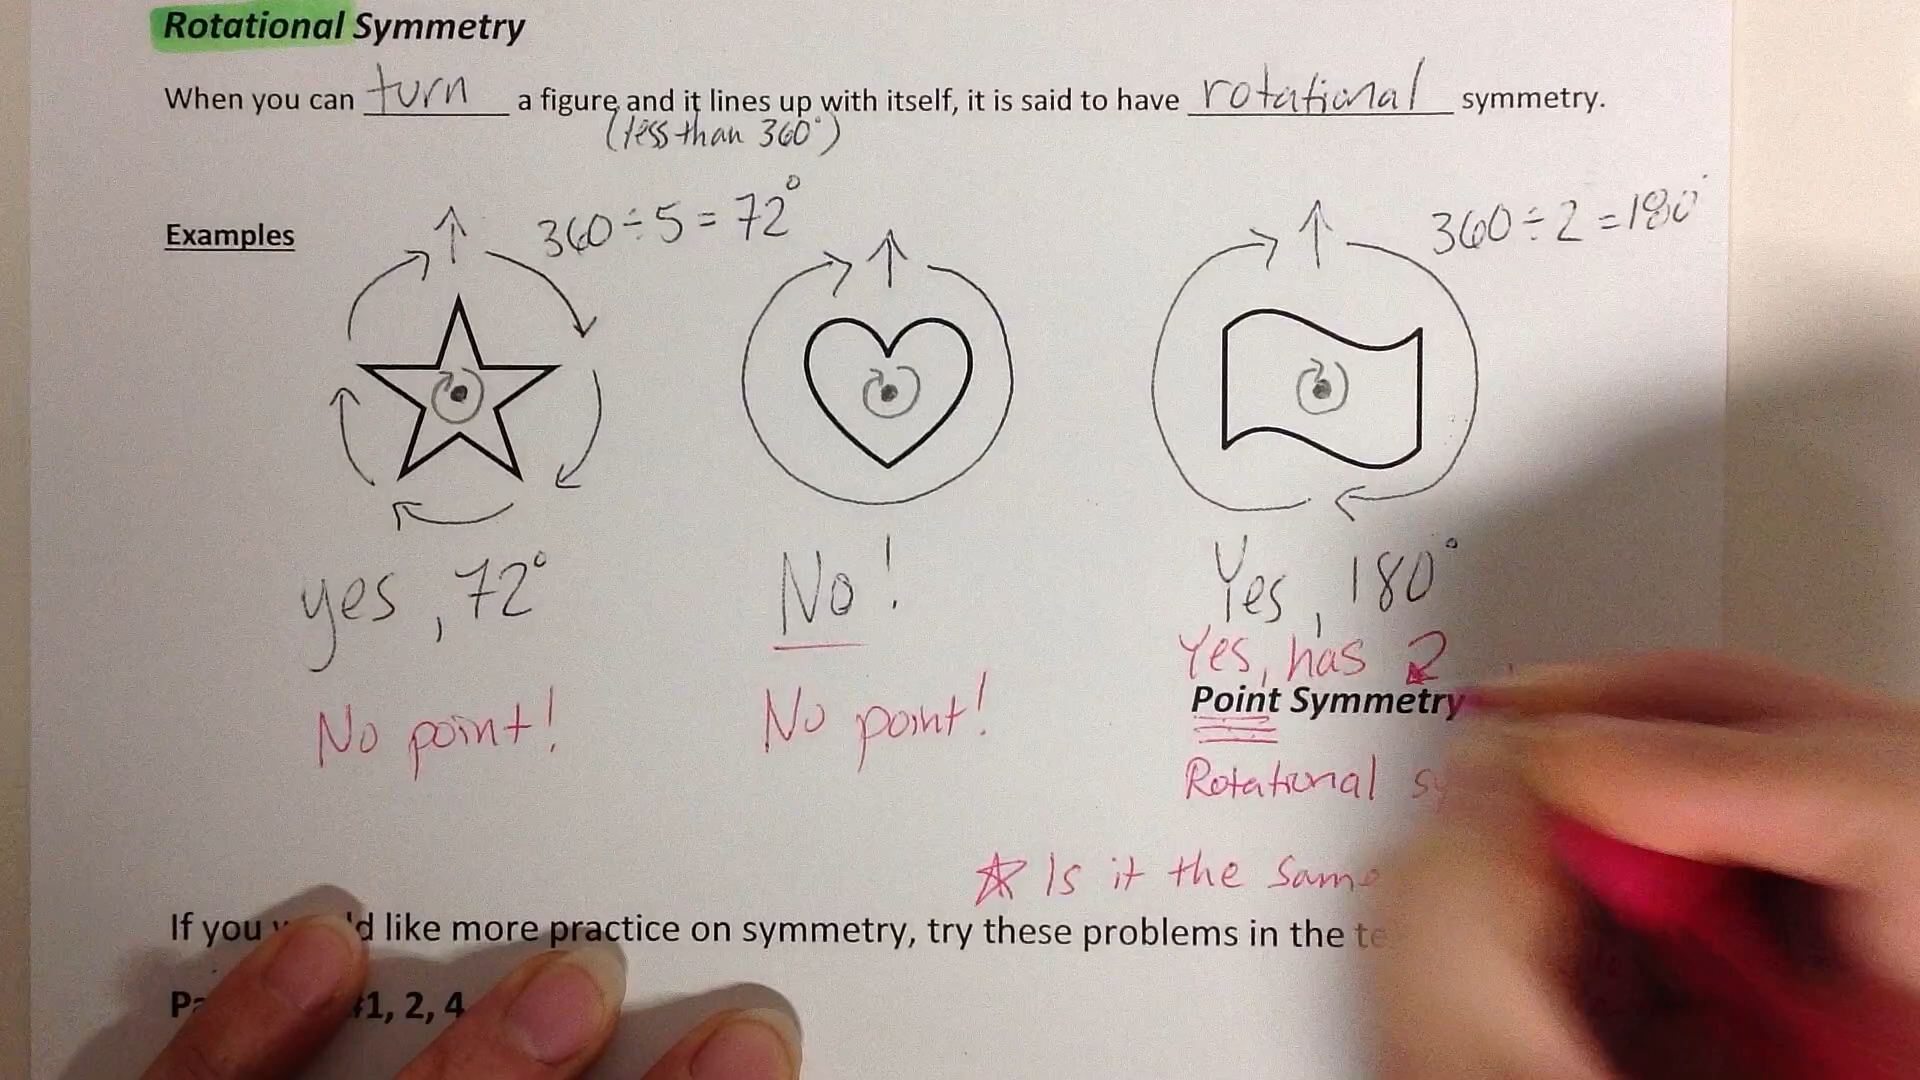 Rotational Symmetry
When you can turn a figure and it lines up with itself, it is said to have rotational symmetry.
(less than 360°)
Examples
360 ÷ 5 = 72°
360 ÷ 2 = 180°
yes, 72°
No!
Yes, 180°
Yes, has 2
No point!
No point!
Point Symmetry
Rotational
Is it the same
If you like more practice on symmetry, try these problems in the
1, 2, 4